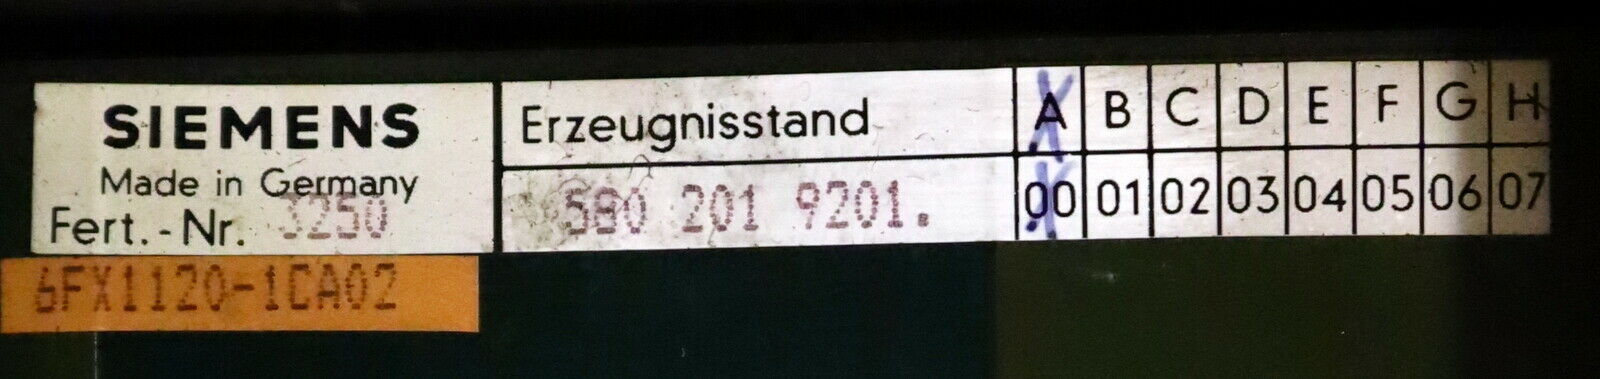 SIEMENS
Made in Germany
Fert.-Nr. 3250
6FX1120-1CA02
Erzeugnisstand
A B C D E F G H
580 201 9201.
00 01 02 03 04 05 06 07